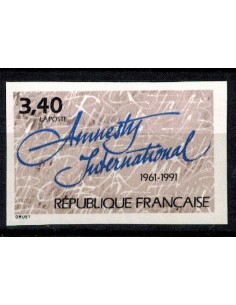 3,40
LA POSTE
Amnesty
International
1961-1991
RÉPUBLIQUE FRANÇAISE
DRUET